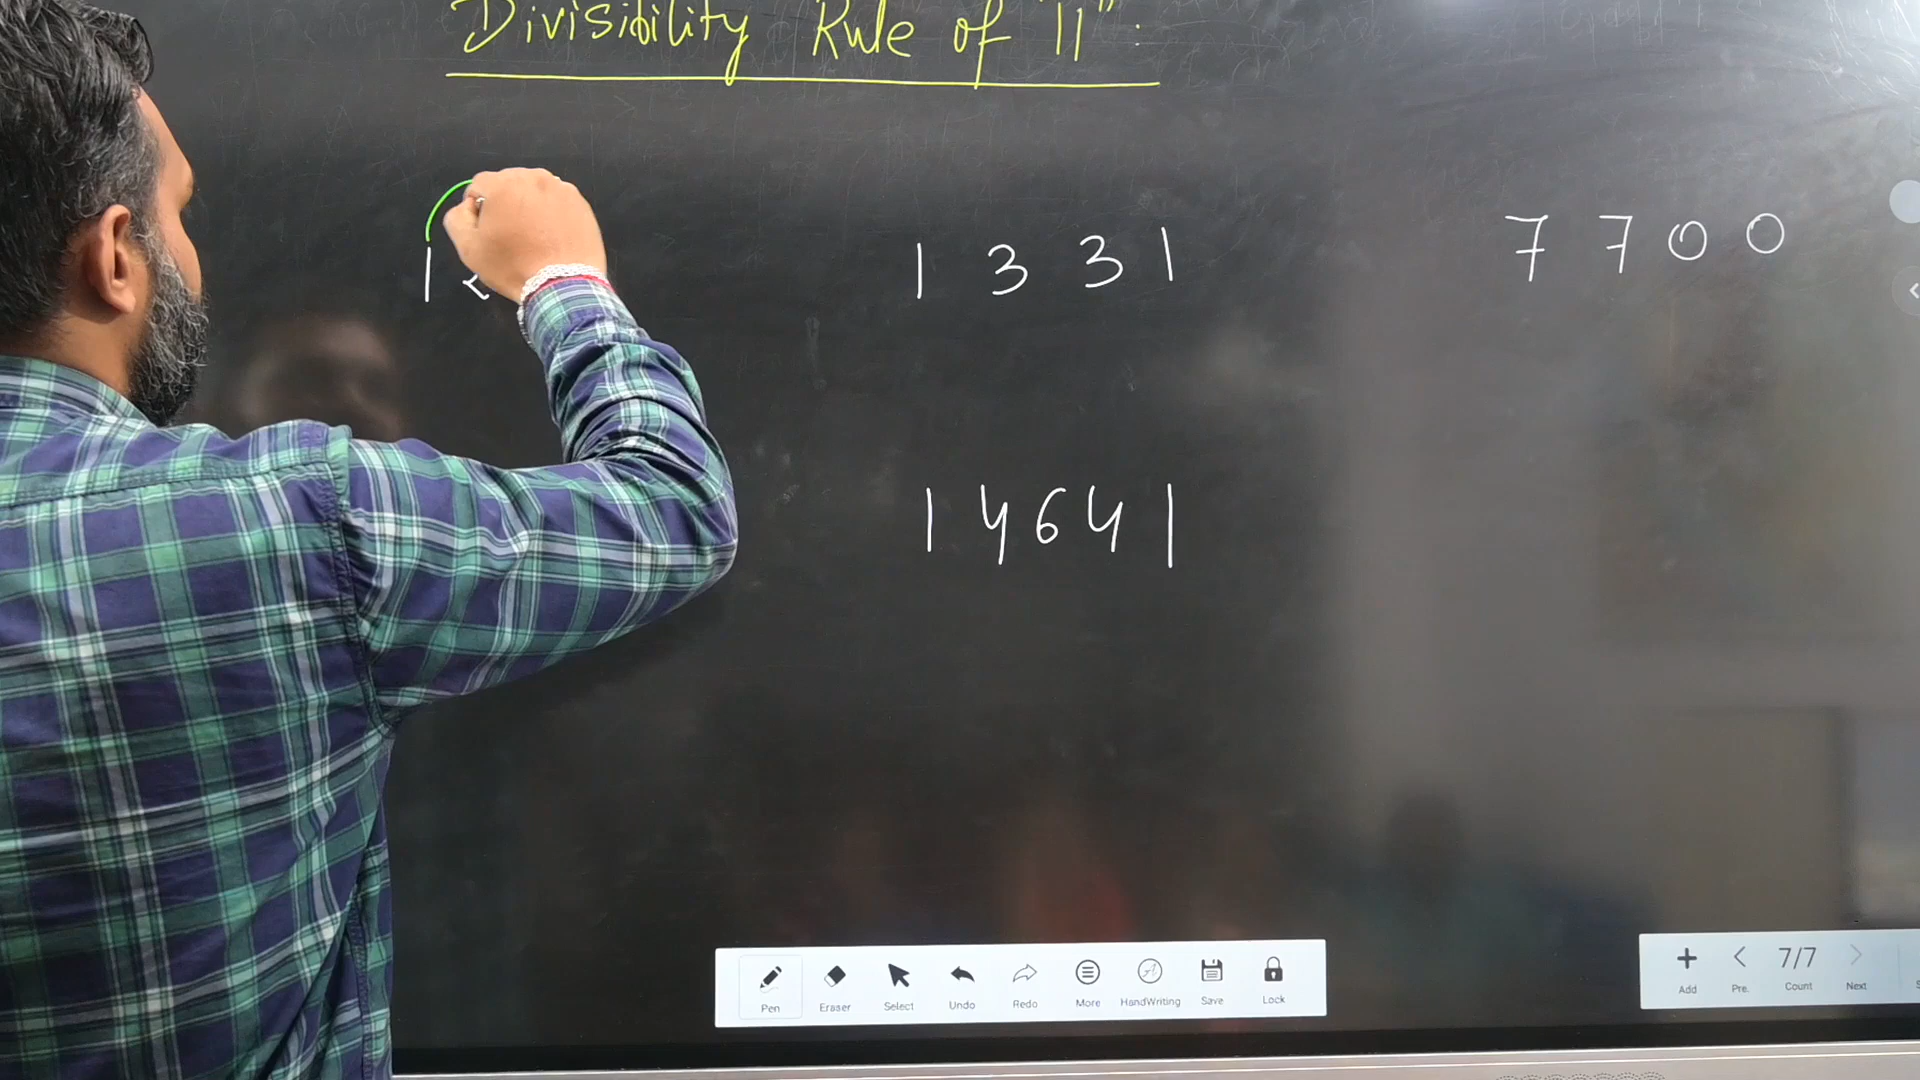 Divisibility Rule of "11" :
1 3 3 1
7 7 0 0
1 4 6 4 1
Pen
Eraser
Select
Undo
Redo
More
HandWriting
Save
Lock
7/7
Add
Pre.
Count
Next